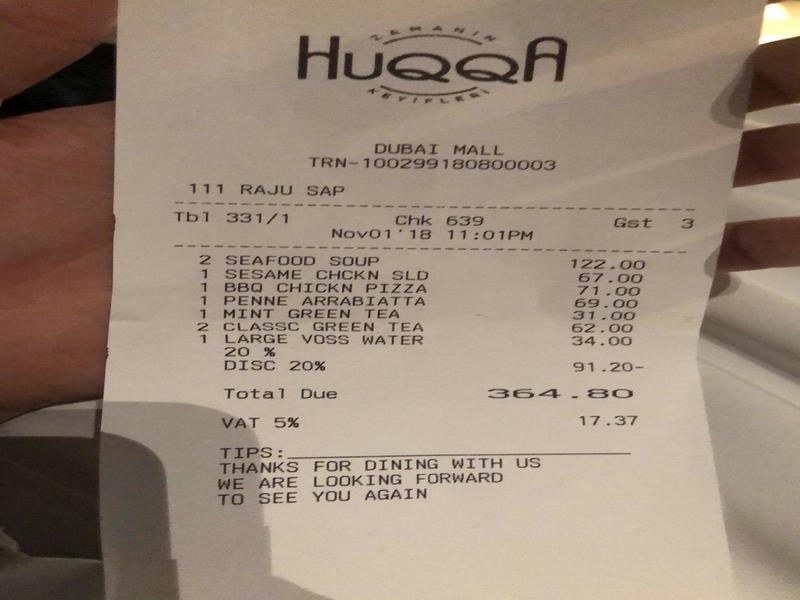 ZAMANIN
HuQQA
KEYIFLERI
DUBAI MALL
TRN-100299180800003
111 RAJU SAP
Tbl 331/1 Chk 639 Gst 3
Nov01'18 11:01PM
2 SEAFOOD SOUP 122.00
1 SESAME CHCKN SLD 67.00
1 BBQ CHICKN PIZZA 71.00
1 PENNE ARRABIATTA 69.00
1 MINT GREEN TEA 31.00
2 CLASSC GREEN TEA 62.00
1 LARGE VOSS WATER 34.00
20 %
DISC 20% 91.20-
Total Due 364.80
VAT 5% 17.37
TIPS:
THANKS FOR DINING WITH US
WE ARE LOOKING FORWARD
TO SEE YOU AGAIN